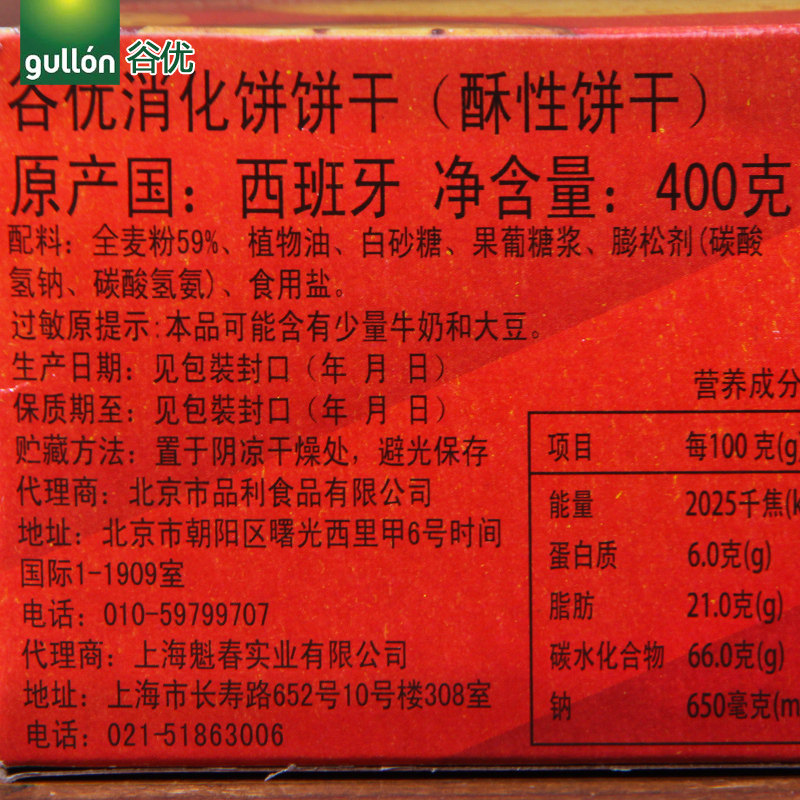 gullón 谷优
谷优消化饼饼干（酥性饼干）
原产国：西班牙 净含量：400克
配料：全麦粉59%、植物油、白砂糖、果葡糖浆、膨松剂(碳酸
氢钠、碳酸氢氨)、食用盐。
过敏原提示:本品可能含有少量牛奶和大豆。
生产日期：见包装封口（年 月 日）
保质期至：见包装封口（年 月 日）
贮藏方法：置于阴凉干燥处，避光保存
代理商：北京市品利食品有限公司
地址：北京市朝阳区曙光西里甲6号时间
国际1-1909室
电话：010-59799707
代理商：上海魁春实业有限公司
地址：上海市长寿路652号10号楼308室
电话：021-51863006
营养成分
项目 每100克(g)
能量 2025千焦(k
蛋白质 6.0克(g)
脂肪 21.0克(g)
碳水化合物 66.0克(g)
钠 650毫克(m